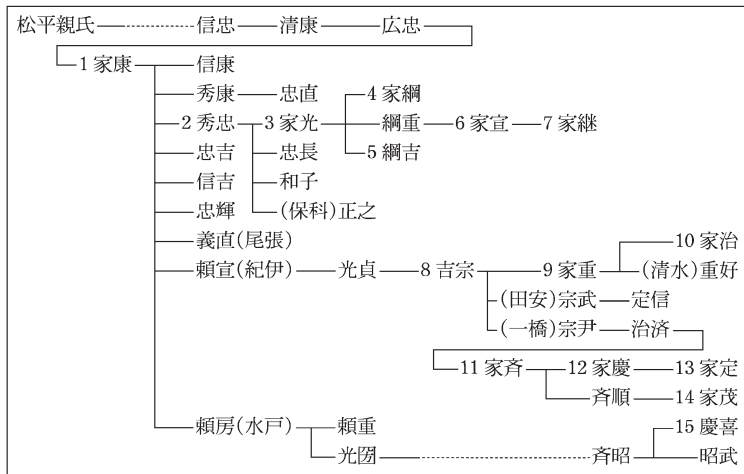 松平親氏 信忠 清康 広忠
1 家康 信康
秀康 忠直 4 家綱
2 秀忠 3 家光 綱重 6 家宣 7 家継
忠吉 忠長 5 綱吉
信吉 和子
忠輝 (保科)正之
義直(尾張) 10 家治
頼宣(紀伊) 光貞 8 吉宗 9 家重 (清水)重好
(田安)宗武 定信
(一橋)宗尹 治済
11 家斉 12 家慶 13 家定
斉順 14 家茂
頼房(水戸) 頼重 15 慶喜
光圀 斉昭 昭武